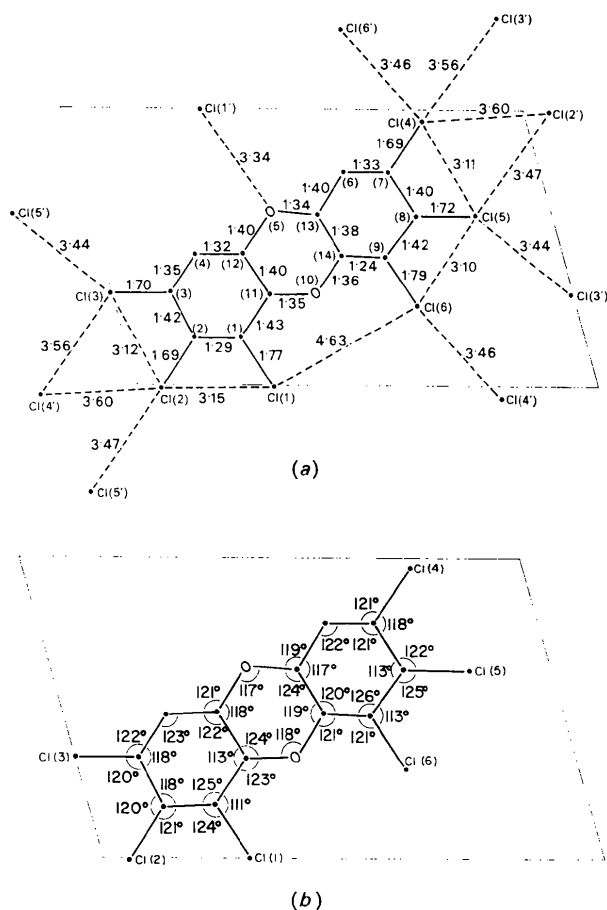 Cl(6') Cl(3')
3·46 3·56
Cl(1') 3·60 Cl(2')
Cl(4)
1·69 3·11 3·47
3·34 (6) 1·33 (7)
1·40 1·40
Cl(5') O (5) 1·34 (13) (8) 1·72 Cl(5)
3·44 1·40 1·38 1·42 3·44
(4) 1·32 (12) (14) (9) 3·10
1·35 1·40 (10) 1·24
1·36
Cl(3) 1·70 (3) (11) 1·35 O 1·79 Cl(6) Cl(3')
1·42 1·43
3·56 3·12 (2) (1) 4·63 3·46
1·69 1·29 1·77
Cl(4') 3·60 Cl(2) 3·15 Cl(1) Cl(4')
3·47
Cl(5')
(a)
Cl(4)
121°
118°
122° 121°
119° 122°
O 117° 113° Cl(5)
117° 125°
121° 124° 120° 126°
118° 119° 113°
123° 122° 118° 121° 121°
122° 124°
Cl(3) 118° 113° O Cl(6)
120° 123°
118° 125°
120° 111°
121° 124°
Cl(2) Cl(1)
(b)